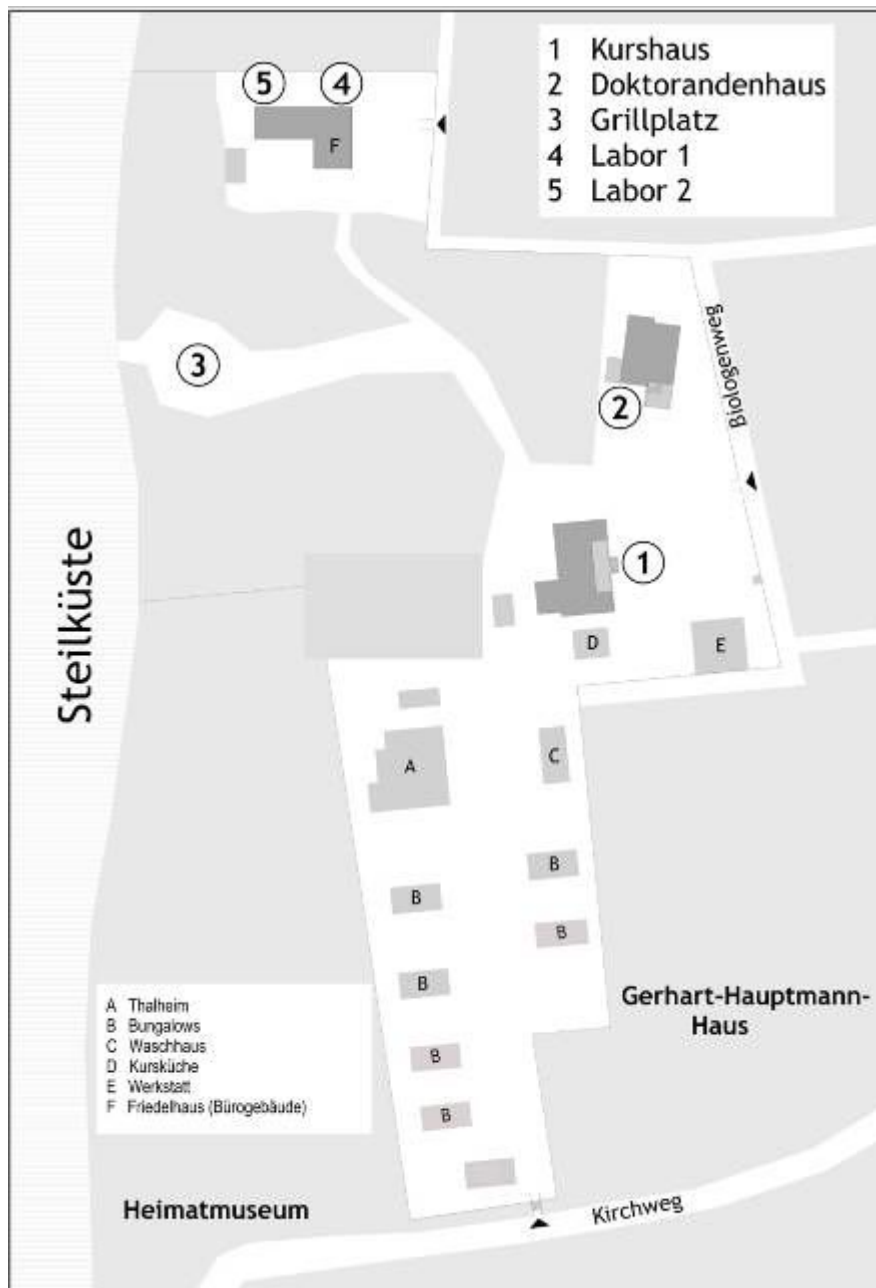 1 Kurshaus
2 Doktorandenhaus
3 Grillplatz
4 Labor 1
5 Labor 2
5
4
F
3
2
Biologenweg
1
Steilküste
D
E
A
C
B
B
B
B
B
B
Gerhart-Hauptmann-
Haus
A Thalheim
B Bungalows
C Waschhaus
D Kursküche
E Werkstatt
F Friedelhaus (Bürogebäude)
Heimatmuseum
Kirchweg